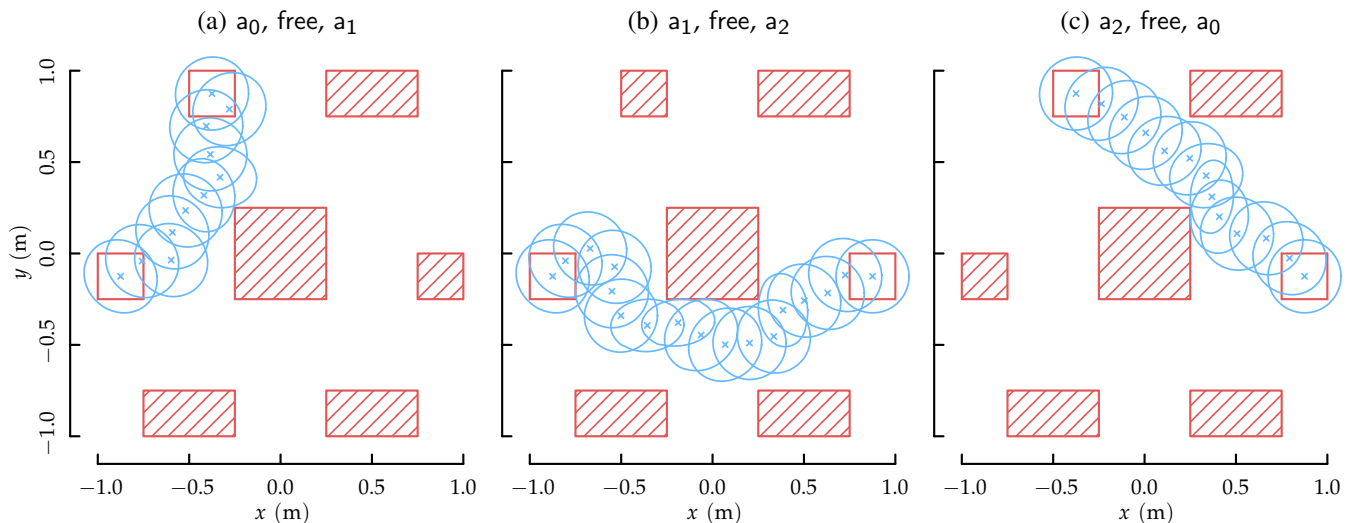 (a) a₀, free, a₁
(b) a₁, free, a₂
(c) a₂, free, a₀
y (m)
1.0
0.5
0.0
−0.5
−1.0
−1.0 −0.5 0.0 0.5 1.0
x (m)
−1.0 −0.5 0.0 0.5 1.0
x (m)
−1.0 −0.5 0.0 0.5 1.0
x (m)